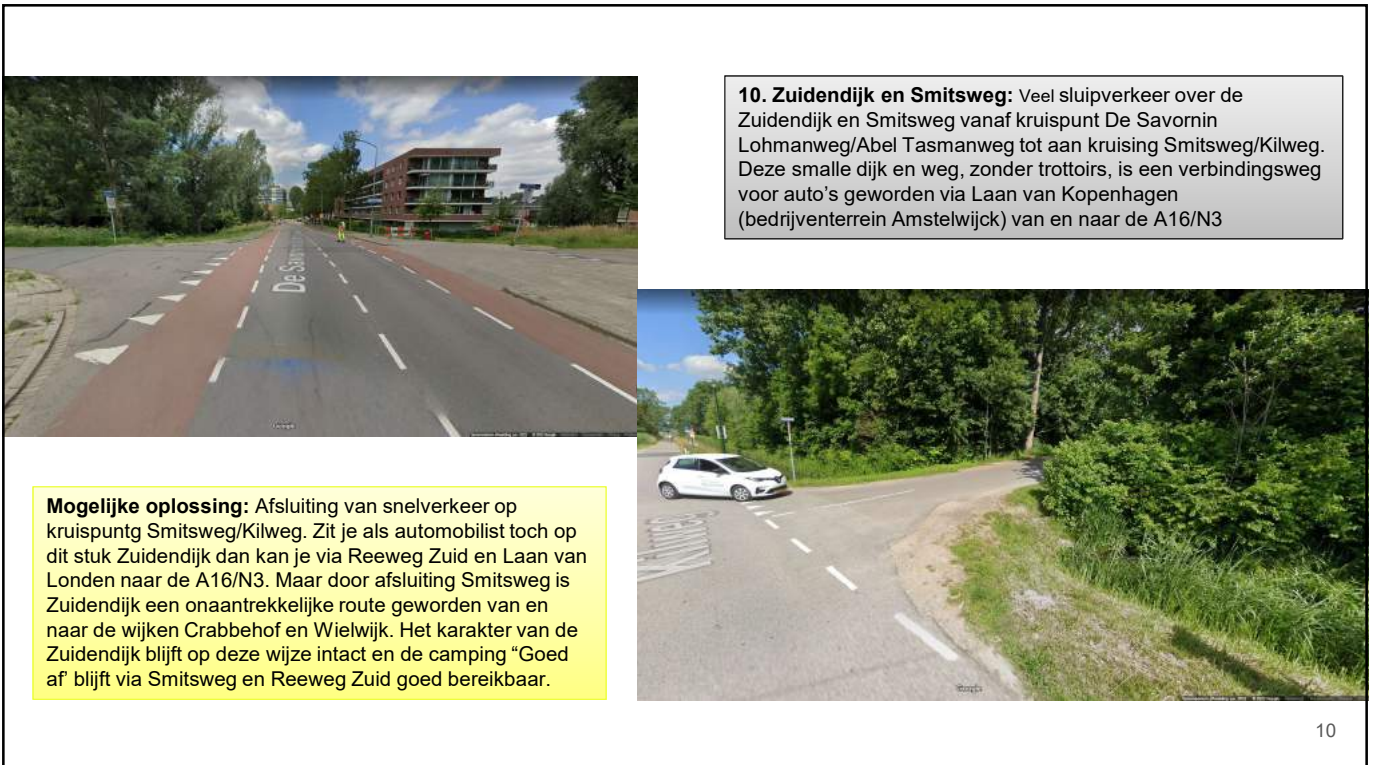 10. Zuidendijk en Smitsweg: Veel sluipverkeer over de
Zuidendijk en Smitsweg vanaf kruispunt De Savornin
Lohmanweg/Abel Tasmanweg tot aan kruising Smitsweg/Kilweg.
Deze smalle dijk en weg, zonder trottoirs, is een verbindingsweg
voor auto's geworden via Laan van Kopenhagen
(bedrijventerrein Amstelwijck) van en naar de A16/N3
De Savorn
Google
Kilweg
Google
Mogelijke oplossing: Afsluiting van snelverkeer op
kruispuntg Smitsweg/Kilweg. Zit je als automobilist toch op
dit stuk Zuidendijk dan kan je via Reeweg Zuid en Laan van
Londen naar de A16/N3. Maar door afsluiting Smitsweg is
Zuidendijk een onaantrekkelijke route geworden van en
naar de wijken Crabbehof en Wielwijk. Het karakter van de
Zuidendijk blijft op deze wijze intact en de camping “Goed
af’ blijft via Smitsweg en Reeweg Zuid goed bereikbaar.
10